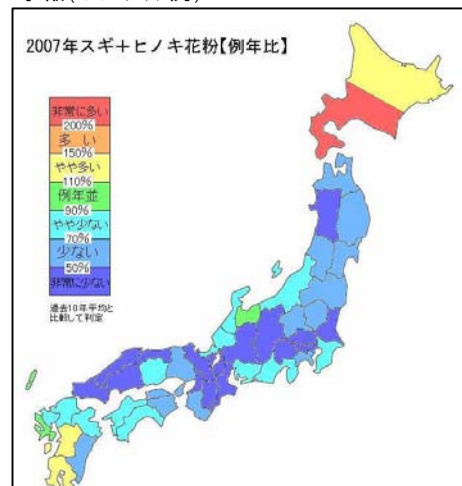 2007年スギ+ヒノキ花粉【例年比】
非常に多い
200%
多 い
150%
やや多い
110%
例年並
90%
やや少ない
70%
少ない
50%
非常に少ない
過去10年平均と
比較して判定